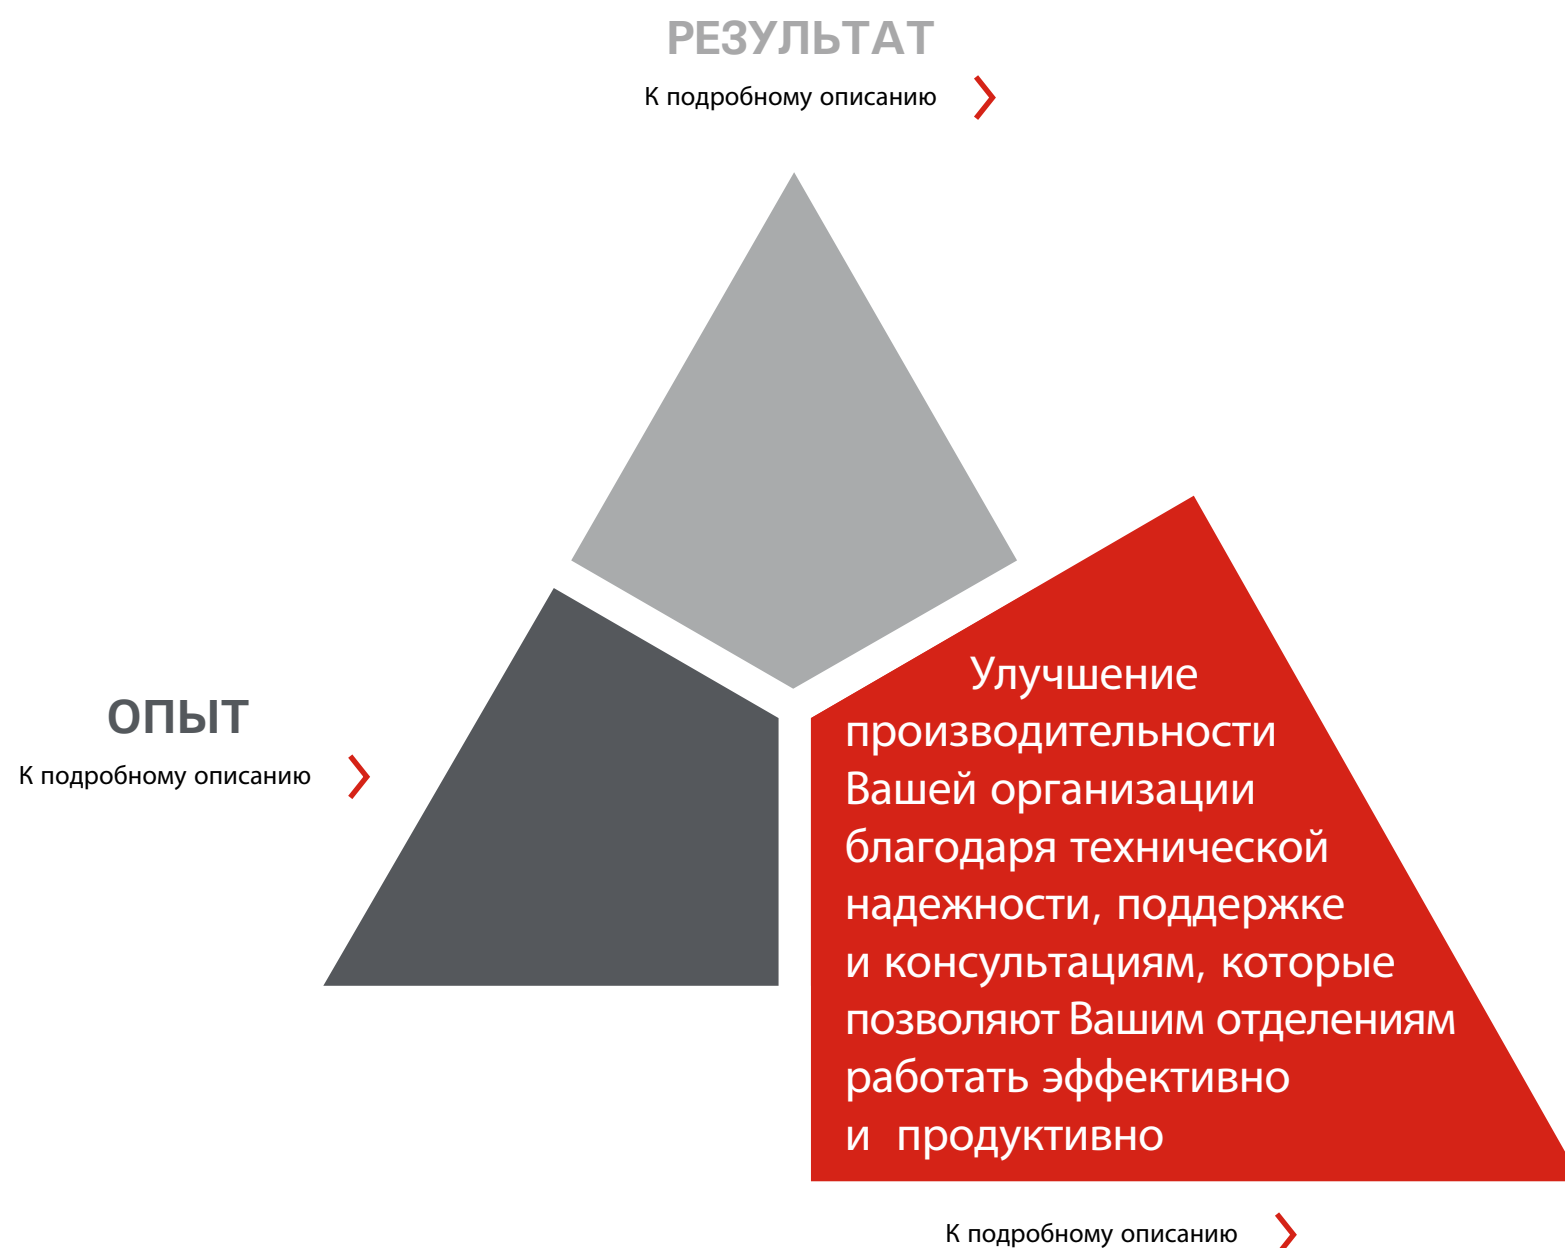 РЕЗУЛЬТАТ
К подробному описанию
ОПЫТ
К подробному описанию
Улучшение
производительности
Вашей организации
благодаря технической
надежности, поддержке
и консультациям, которые
позволяют Вашим отделениям
работать эффективно
и продуктивно
К подробному описанию